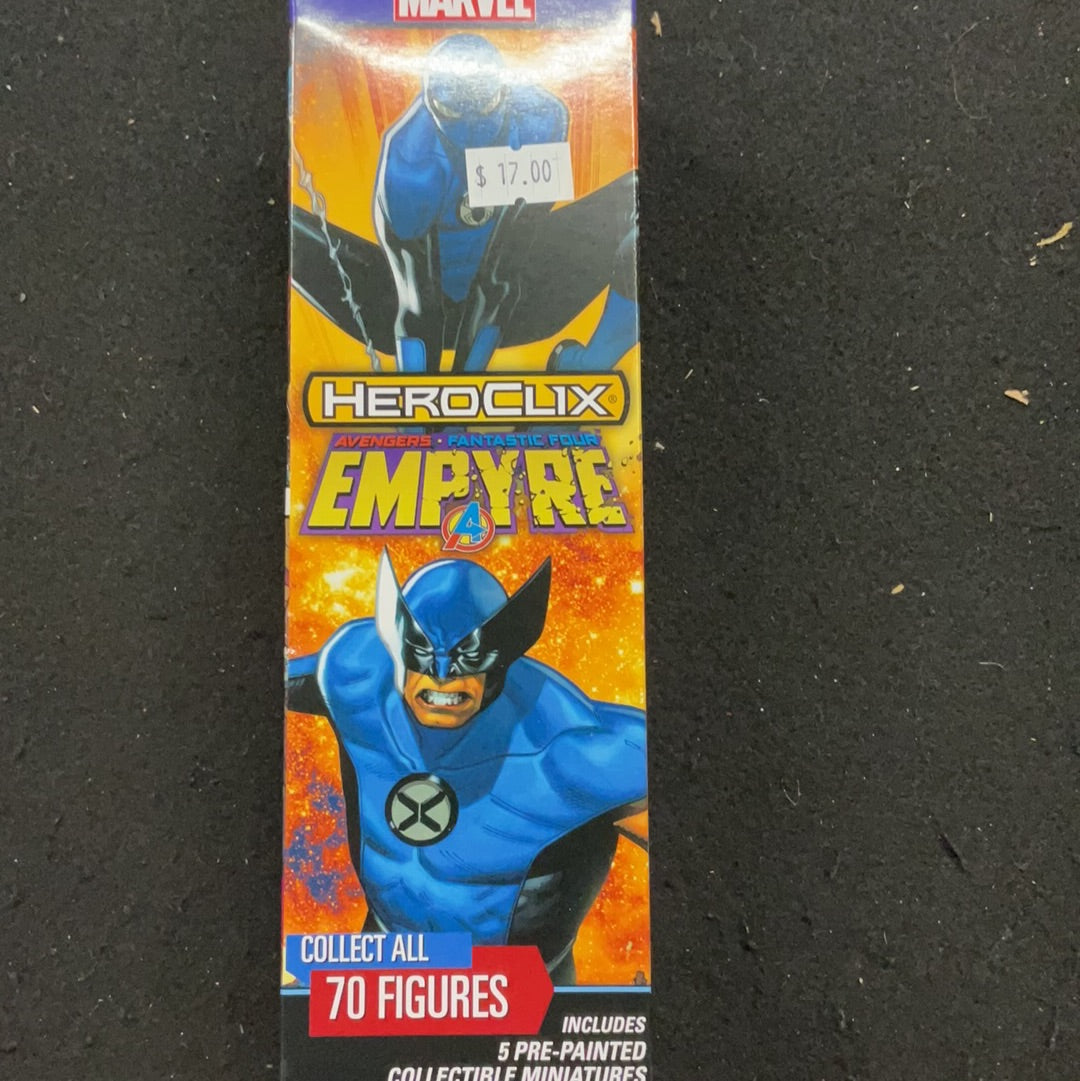 MARVEL
$ 17.00
HEROCLIX®
AVENGERS · FANTASTIC FOUR
EMPYRE
A
X
COLLECT ALL
70 FIGURES
INCLUDES
5 PRE-PAINTED
COLLECTIBLE MINIATURES